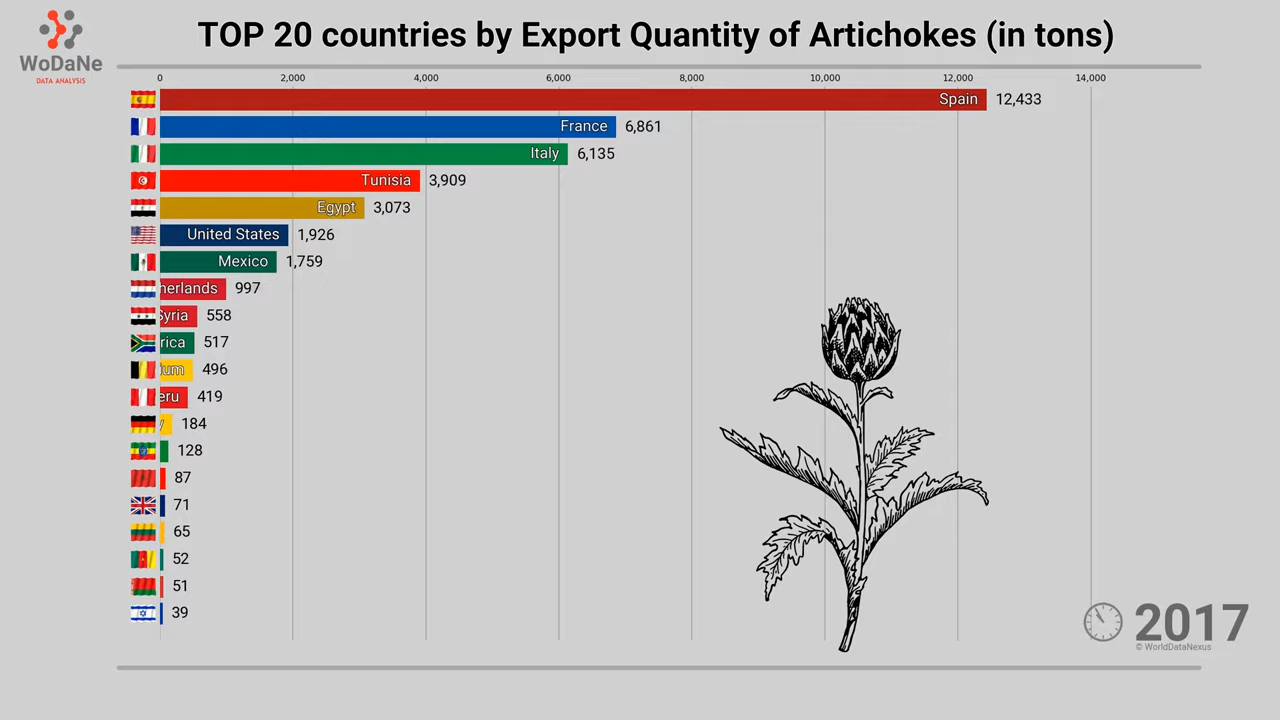 TOP 20 countries by Export Quantity of Artichokes (in tons)
WoDaNe
DATA ANALYSIS
0 2,000 4,000 6,000 8,000 10,000 12,000 14,000
Spain 12,433
France 6,861
Italy 6,135
Tunisia 3,909
Egypt 3,073
United States 1,926
Mexico 1,759
herlands 997
Syria 558
rica 517
um 496
eru 419
y 184
128
87
71
65
52
51
39
2017
© WorldDataNexus